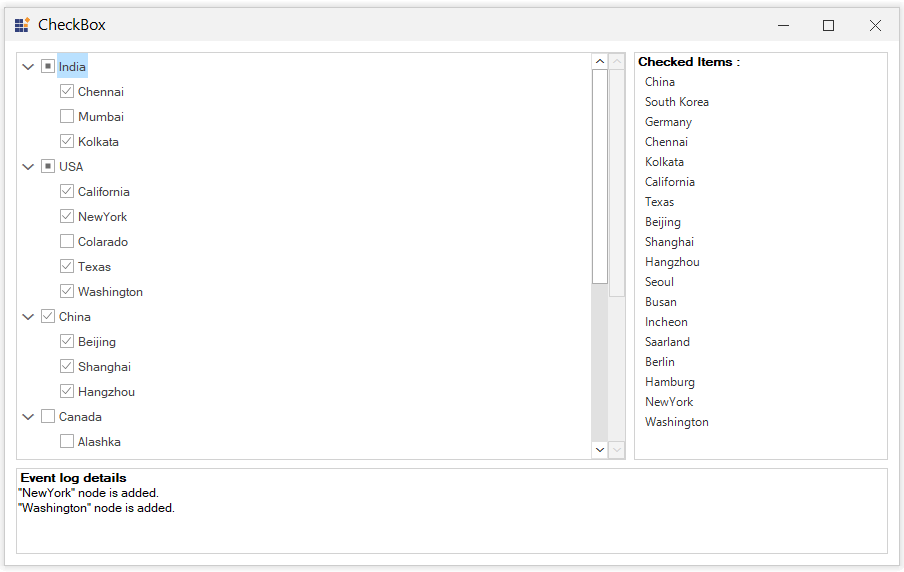 CheckBox
India
Chennai
Mumbai
Kolkata
USA
California
NewYork
Colarado
Texas
Washington
China
Beijing
Shanghai
Hangzhou
Canada
Alashka
Checked Items :
China
South Korea
Germany
Chennai
Kolkata
California
Texas
Beijing
Shanghai
Hangzhou
Seoul
Busan
Incheon
Saarland
Berlin
Hamburg
NewYork
Washington
Event log details
"NewYork" node is added.
"Washington" node is added.